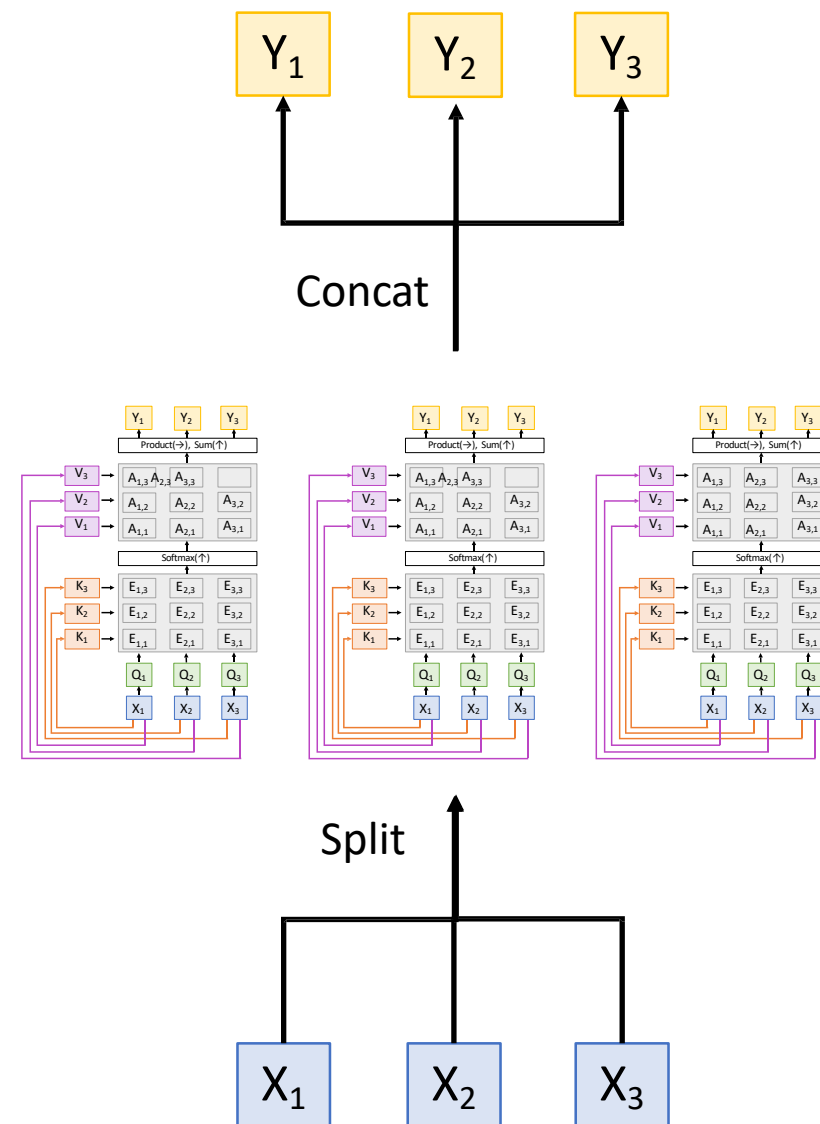 Y1 Y2 Y3
Concat
Y1 Y2 Y3 Y1 Y2 Y3 Y1 Y2 Y3
Product(→), Sum(↑) Product(→), Sum(↑) Product(→), Sum(↑)
V3 A1,3 A2,3 A3,3 V3 A1,3 A2,3 A3,3 V3 A1,3 A2,3 A3,3
V2 A1,2 A2,2 A3,2 V2 A1,2 A2,2 A3,2 V2 A1,2 A2,2 A3,2
V1 A1,1 A2,1 A3,1 V1 A1,1 A2,1 A3,1 V1 A1,1 A2,1 A3,1
Softmax(↑) Softmax(↑) Softmax(↑)
K3 E1,3 E2,3 E3,3 K3 E1,3 E2,3 E3,3 K3 E1,3 E2,3 E3,3
K2 E1,2 E2,2 E3,2 K2 E1,2 E2,2 E3,2 K2 E1,2 E2,2 E3,2
K1 E1,1 E2,1 E3,1 K1 E1,1 E2,1 E3,1 K1 E1,1 E2,1 E3,1
Q1 Q2 Q3 Q1 Q2 Q3 Q1 Q2 Q3
X1 X2 X3 X1 X2 X3 X1 X2 X3
Split
X1 X2 X3